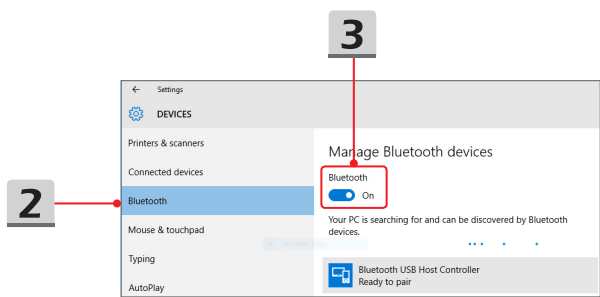 3
← Settings
DEVICES
Printers & scanners
Connected devices
2
Bluetooth
Mouse & touchpad
Typing
AutoPlay
Manage Bluetooth devices
Bluetooth
On
Your PC is searching for and can be discovered by Bluetooth
devices.
Bluetooth USB Host Controller
Ready to pair